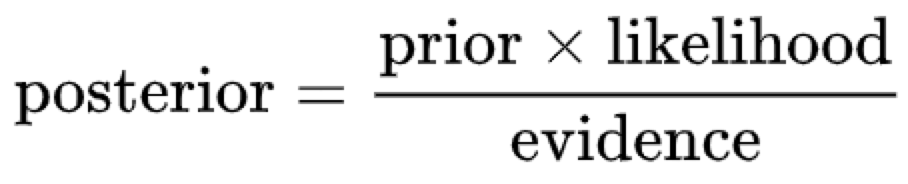 posterior = prior × likelihood
evidence